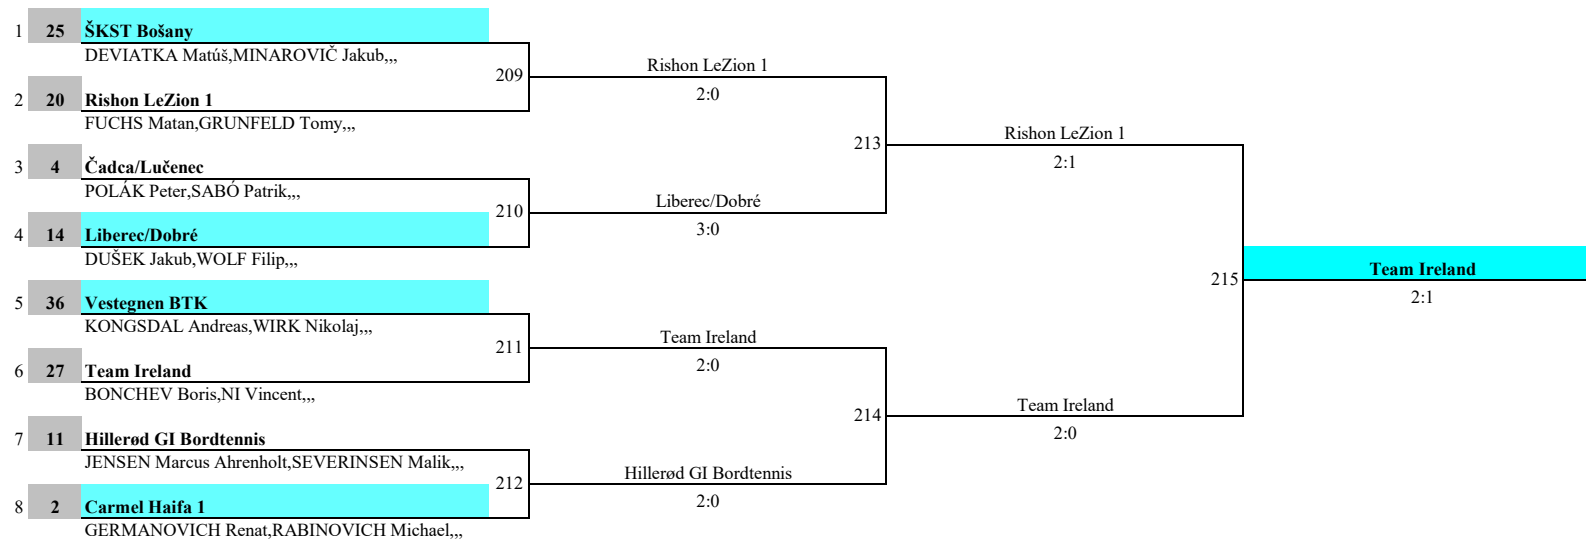 1 25 ŠKST Bošany
DEVIATKA Matúš,MINAROVIČ Jakub,,,
209
Rishon LeZion 1
2:0
2 20 Rishon LeZion 1
FUCHS Matan,GRUNFELD Tomy,,,
213
Rishon LeZion 1
2:1
3 4 Čadca/Lučenec
POLÁK Peter,SABÓ Patrik,,,
210
Liberec/Dobré
3:0
4 14 Liberec/Dobré
DUŠEK Jakub,WOLF Filip,,,
215
Team Ireland
2:1
5 36 Vestegnen BTK
KONGSDAL Andreas,WIRK Nikolaj,,,
211
Team Ireland
2:0
6 27 Team Ireland
BONCHEV Boris,NI Vincent,,,
214
Team Ireland
2:0
7 11 Hillerød GI Bordtennis
JENSEN Marcus Ahrenholt,SEVERINSEN Malik,,,
212
Hillerød GI Bordtennis
2:0
8 2 Carmel Haifa 1
GERMANOVICH Renat,RABINOVICH Michael,,,